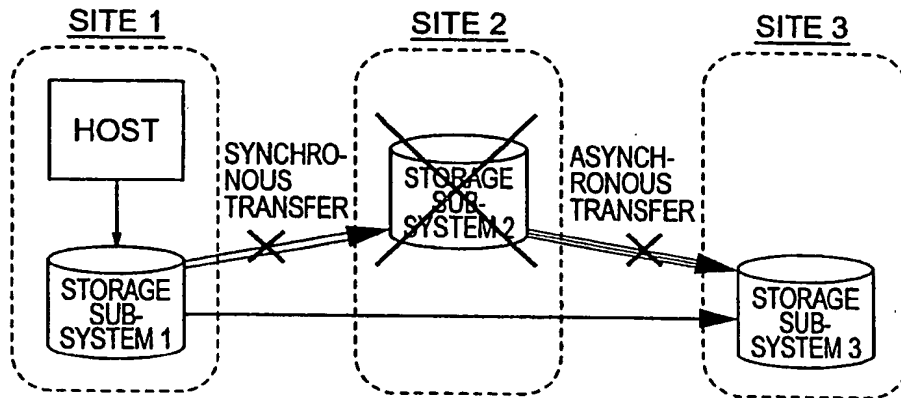 SITE 1
SITE 2
SITE 3
HOST
SYNCHRO-
NOUS
TRANSFER
STORAGE
SUB-
SYSTEM 2
ASYNCH-
RONOUS
TRANSFER
STORAGE
SUB-
SYSTEM 1
STORAGE
SUB-
SYSTEM 3